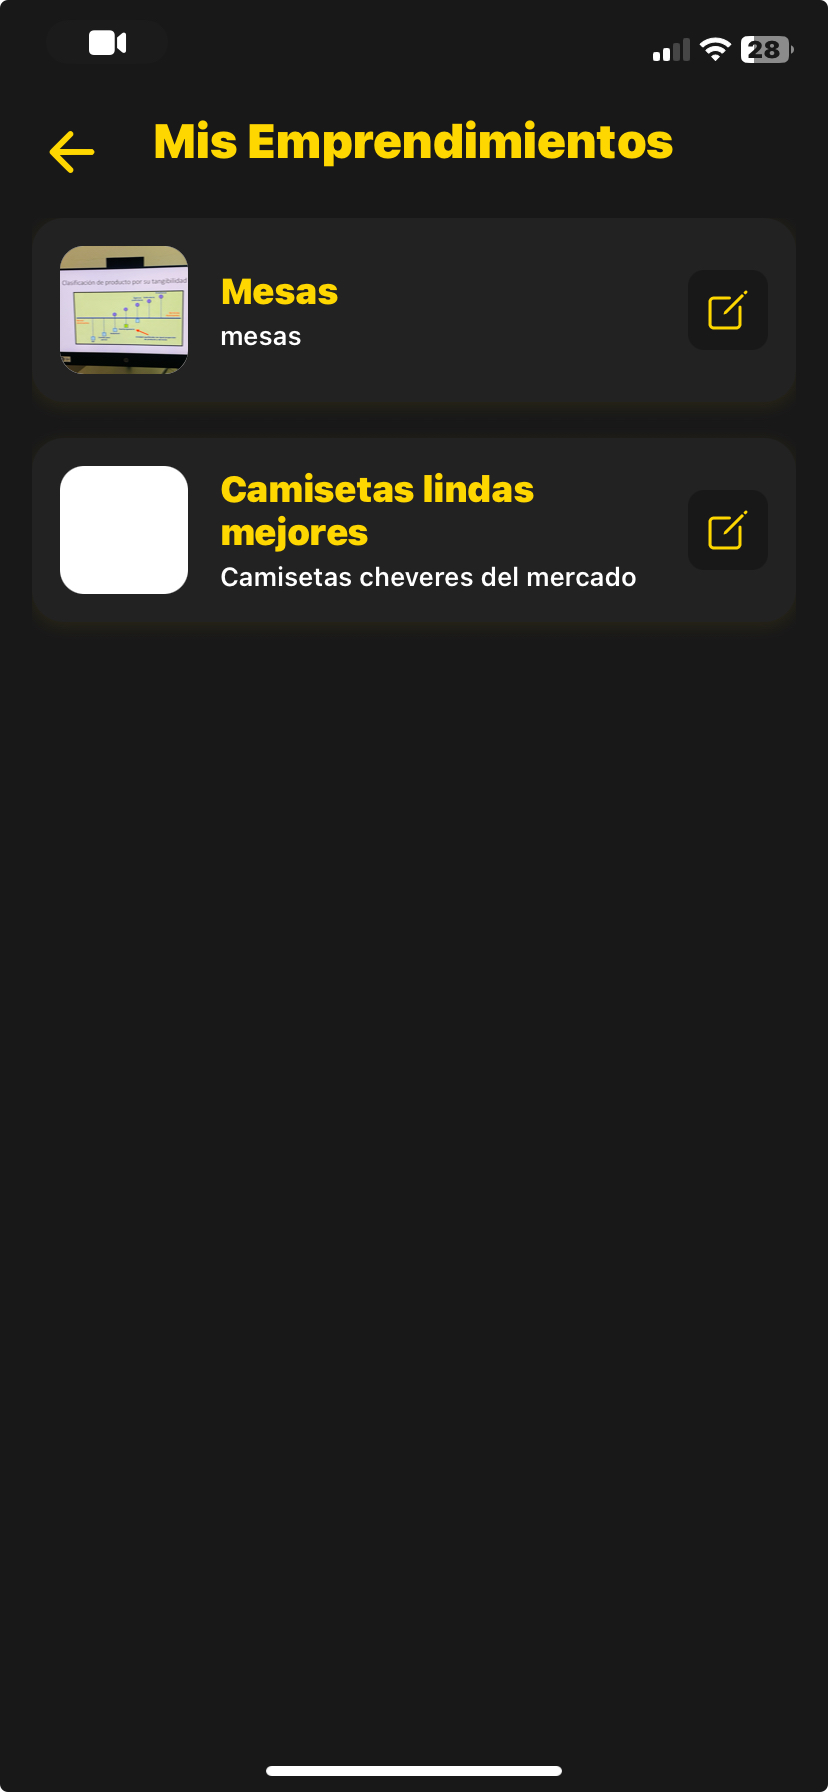 28
Mis Emprendimientos
Clasificación de producto por su tangibilidad
Mesas
mesas
Camisetas lindas
mejores
Camisetas cheveres del mercado